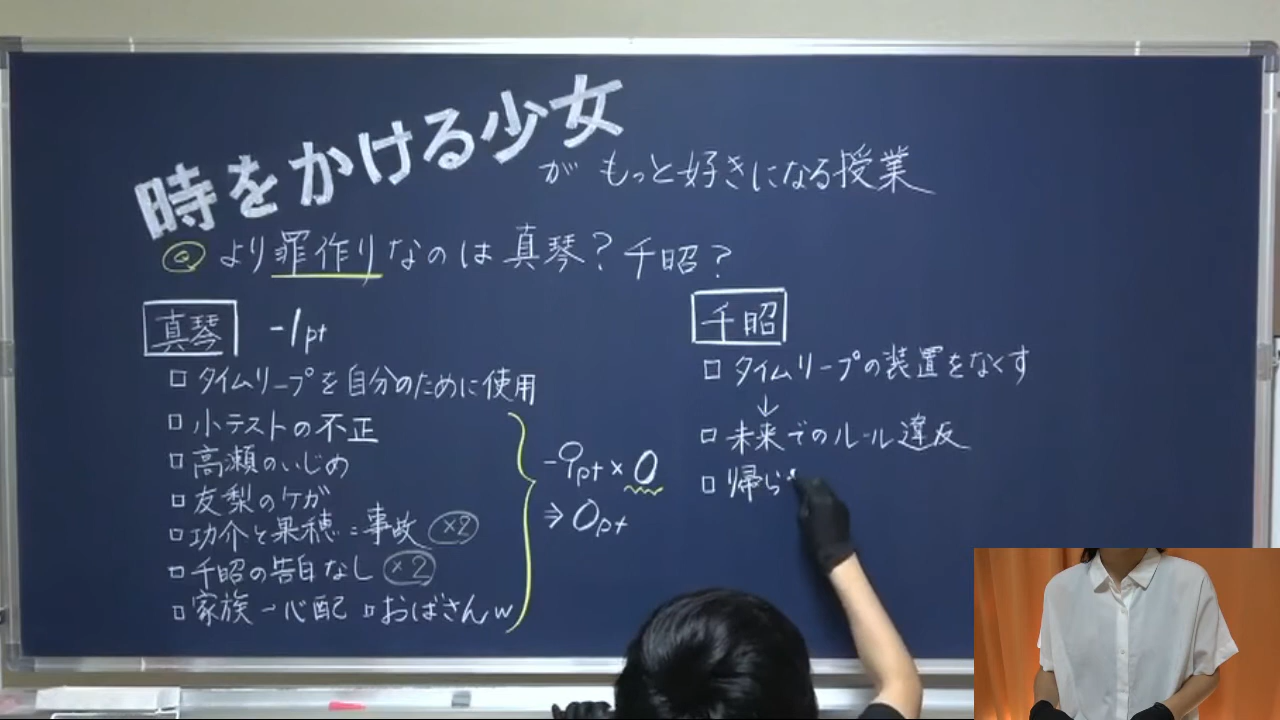 時をかける少女
が もっと好きになる授業
Q より罪作りなのは真琴？千昭？
真琴 -1pt
□ タイムリープを自分のために使用
□ 小テストの不正
□ 高瀬のいじめ
□ 友梨のケガ
□ 功介と果穂：事故 ×2
□ 千昭の告白なし ×2
□ 家族一心配 □おばさんw
-9pt × 0
⇒ 0pt
千昭
□ タイムリープの装置をなくす
↓
□ 未来でのルール違反
□ 帰ら